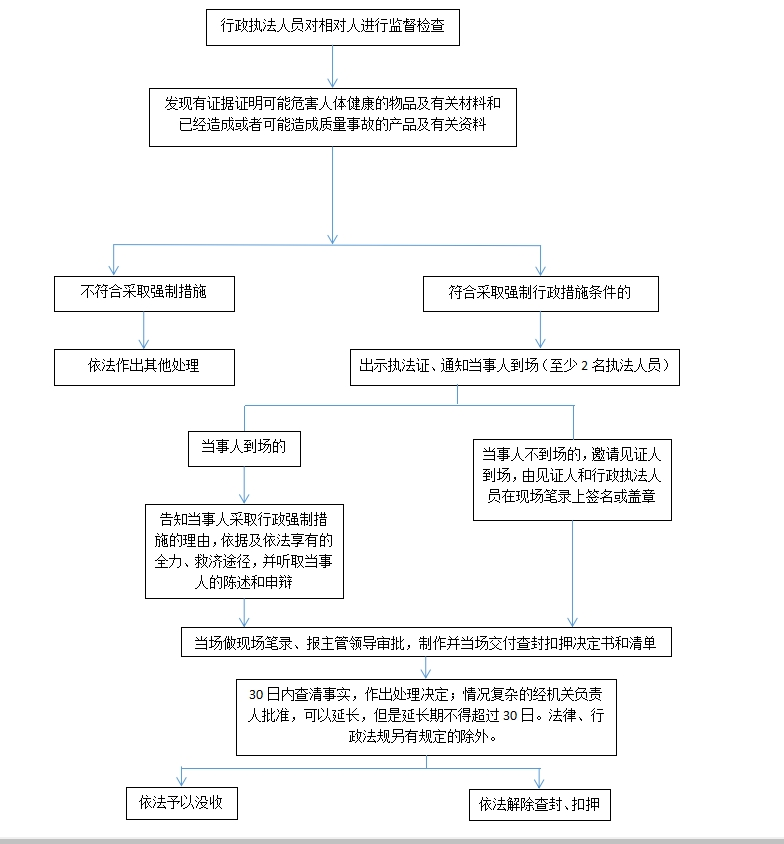 行政执法人员对相对人进行监督检查
发现有证据证明可能危害人体健康的物品及有关材料和
已经造成或者可能造成质量事故的产品及有关资料
不符合采取强制措施
符合采取强制行政措施条件的
依法作出其他处理
出示执法证、通知当事人到场（至少 2 名执法人员）
当事人到场的
当事人不到场的，邀请见证人
到场，由见证人和行政执法人
员在现场笔录上签名或盖章
告知当事人采取行政强制措
施的理由，依据及依法享有的
全力、救济途径，并听取当事
人的陈述和申辩
当场做现场笔录、报主管领导审批，制作并当场交付查封扣押决定书和清单
30 日内查清事实，作出处理决定；情况复杂的经机关负责
人批准，可以延长，但是延长期不得超过 30 日。法律、行
政法规另有规定的除外。
依法予以没收
依法解除查封、扣押